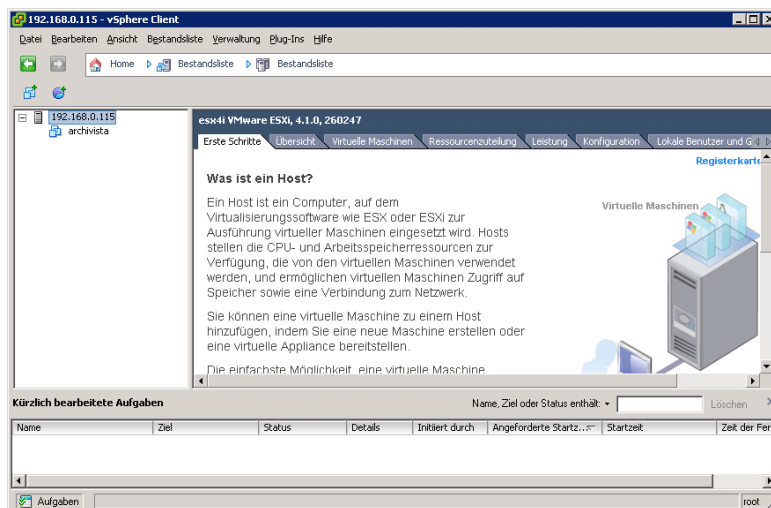 192.168.0.115 - vSphere Client
Datei Bearbeiten Ansicht Bestandsliste Verwaltung Plug-Ins Hilfe
Home Bestandsliste Bestandsliste
192.168.0.115
archivista
esx4i VMware ESXi, 4.1.0, 260247
Erste Schritte Übersicht Virtuelle Maschinen Ressourcenzuteilung Leistung Konfiguration Lokale Benutzer und G
Registerkarte
Was ist ein Host?
Ein Host ist ein Computer, auf dem
Virtualisierungssoftware wie ESX oder ESXi zur
Ausführung virtueller Maschinen eingesetzt wird. Hosts
stellen die CPU- und Arbeitsspeicherressourcen zur
Verfügung, die von den virtuellen Maschinen verwendet
werden, und ermöglichen virtuellen Maschinen Zugriff auf
Speicher sowie eine Verbindung zum Netzwerk.
Sie können eine virtuelle Maschine zu einem Host
hinzufügen, indem Sie eine neue Maschine erstellen oder
eine virtuelle Appliance bereitstellen.
Die einfachste Möglichkeit, eine virtuelle Maschine
Virtuelle Maschinen
Kürzlich bearbeitete Aufgaben
Name, Ziel oder Status enthält:
Löschen
Name Ziel Status Details Initiiert durch Angeforderte Startz... Startzeit Zeit der Fer
Aufgaben
root